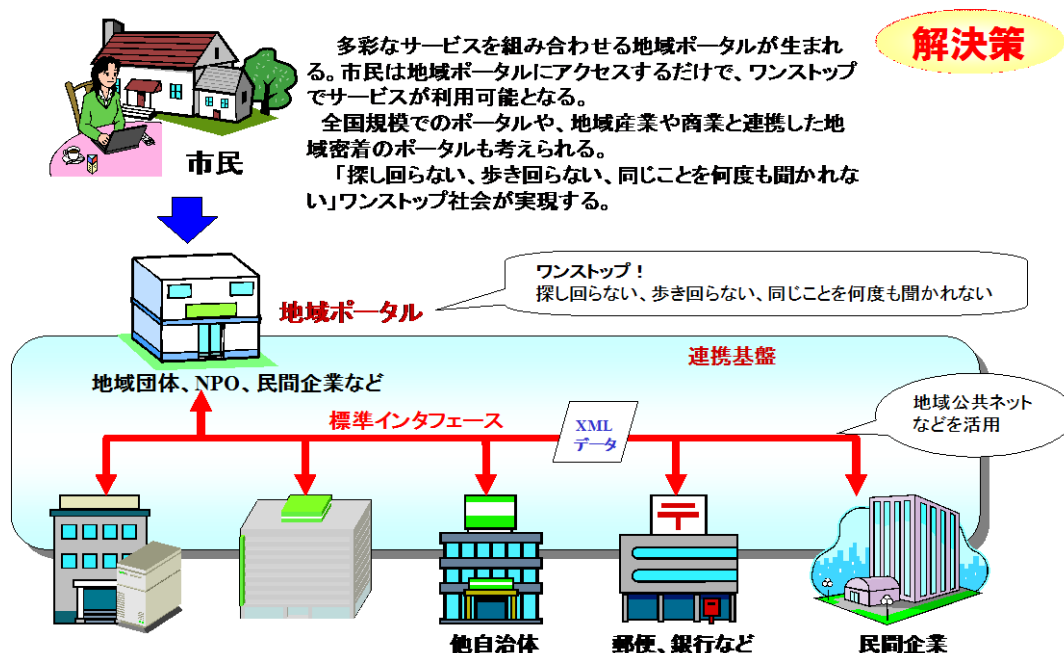 解決策
多彩なサービスを組み合わせる地域ポータルが生まれ
る。市民は地域ポータルにアクセスするだけで、ワンストップ
でサービスが利用可能となる。
全国規模でのポータルや、地域産業や商業と連携した地
域密着のポータルも考えられる。
「探し回らない、歩き回らない、同じことを何度も聞かれな
い」ワンストップ社会が実現する。
市民
ワンストップ！
探し回らない、歩き回らない、同じことを何度も聞かれない
地域ポータル
連携基盤
地域団体、NPO、民間企業など
地域公共ネット
などを活用
標準インタフェース
XML
データ
〒
他自治体
郵便、銀行など
民間企業